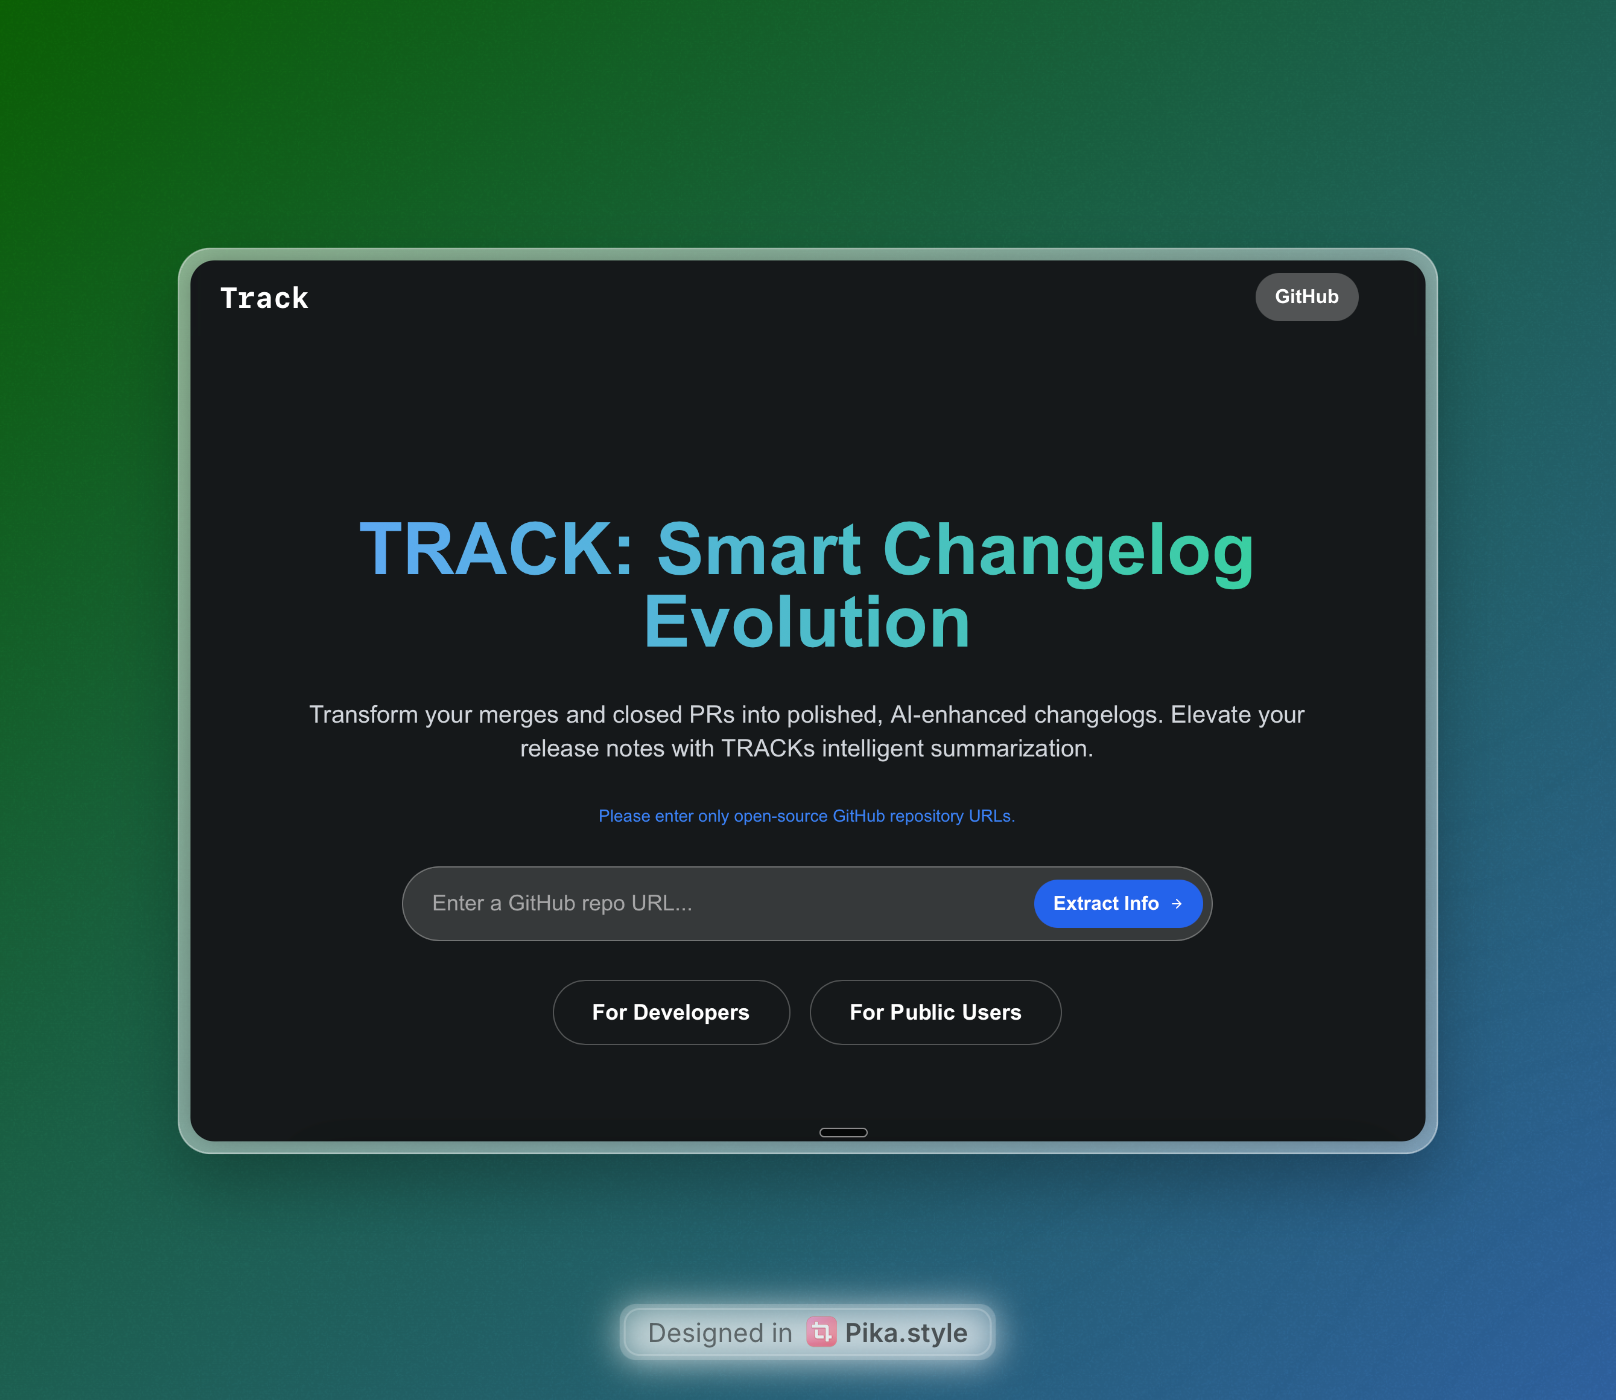 Track
GitHub
TRACK: Smart Changelog
Evolution
Transform your merges and closed PRs into polished, AI-enhanced changelogs. Elevate your
release notes with TRACKs intelligent summarization.
Please enter only open-source GitHub repository URLs.
Enter a GitHub repo URL...
Extract Info →
For Developers
For Public Users
Designed in Pika.style